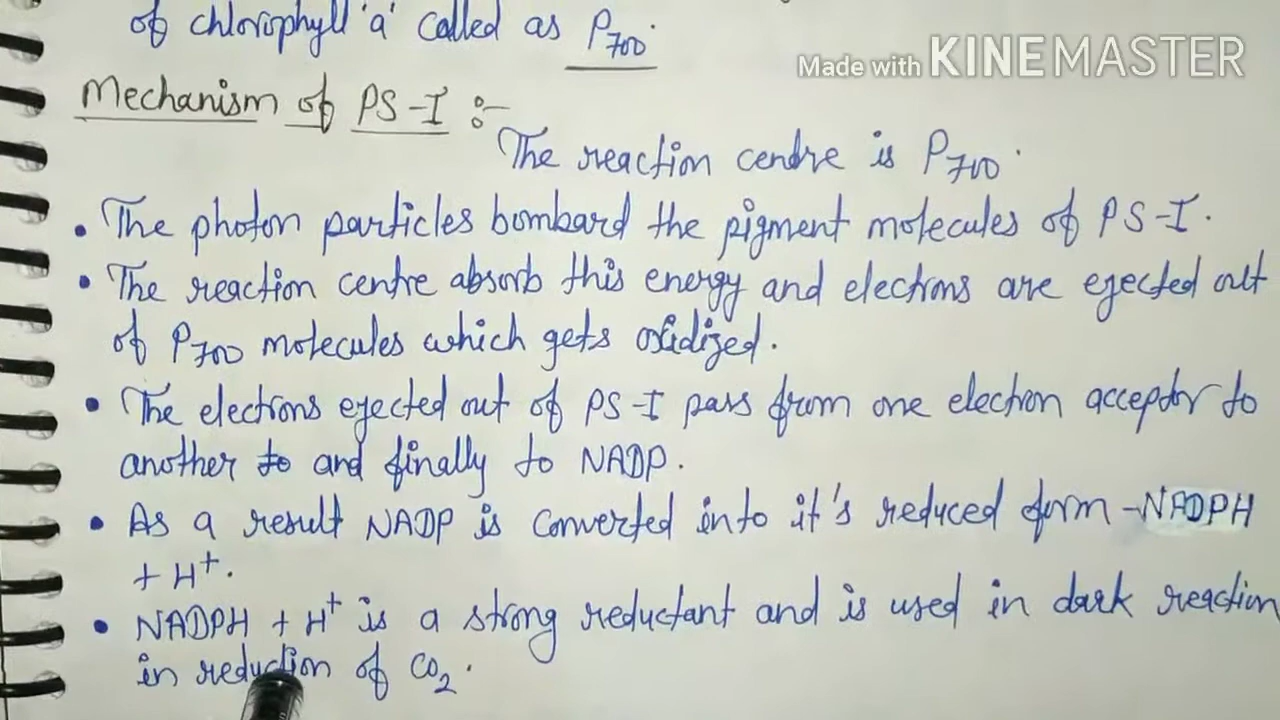 of chlorophyll 'a' called as P700.
Made with KINEMASTER
Mechanism of PS-I :-
The reaction centre is P700.
• The photon particles bombard the pigment molecules of PS-I.
• The reaction centre absorb this energy and electrons are ejected out
of P700 molecules which gets oxidized.
• The electrons ejected out of PS-I pass from one electron acceptor to
another to and finally to NADP.
• As a result NADP is converted into it's reduced form - NADPH
+ H+.
• NADPH + H+ is a strong reductant and is used in dark reaction
in reduction of CO2.